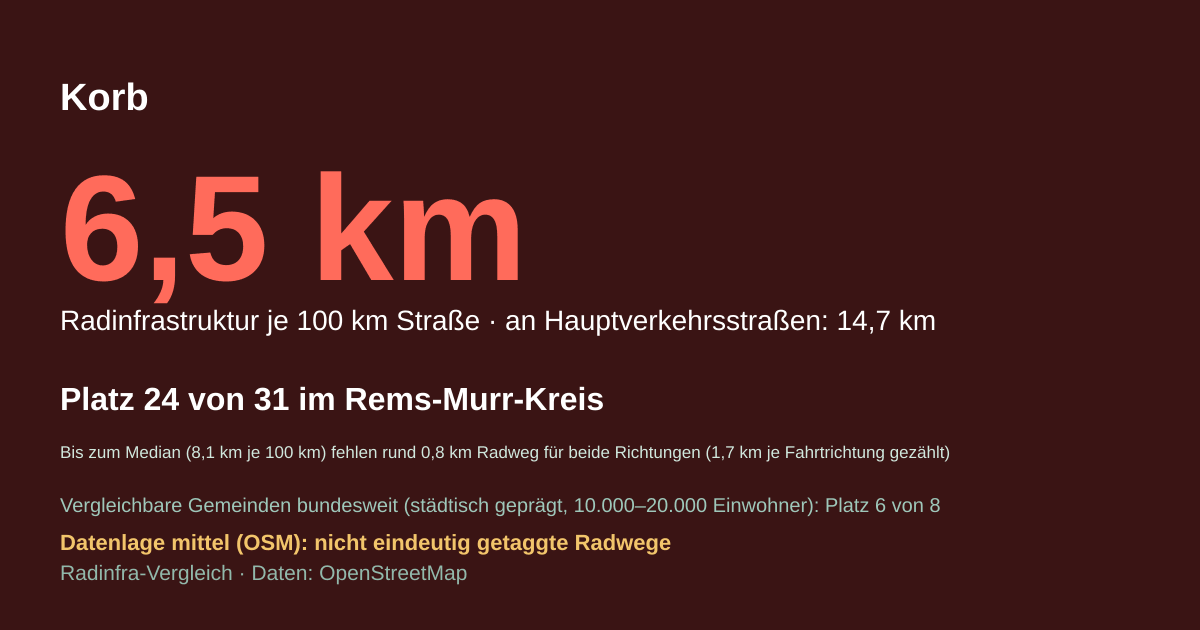 Korb
6,5 km
Radinfrastruktur je 100 km Straße · an Hauptverkehrsstraßen: 14,7 km
Platz 24 von 31 im Rems-Murr-Kreis
Bis zum Median (8,1 km je 100 km) fehlen rund 0,8 km Radweg für beide Richtungen (1,7 km je Fahrtrichtung gezählt)
Vergleichbare Gemeinden bundesweit (städtisch geprägt, 10.000–20.000 Einwohner): Platz 6 von 8
Datenlage mittel (OSM): nicht eindeutig getaggte Radwege
Radinfra-Vergleich · Daten: OpenStreetMap